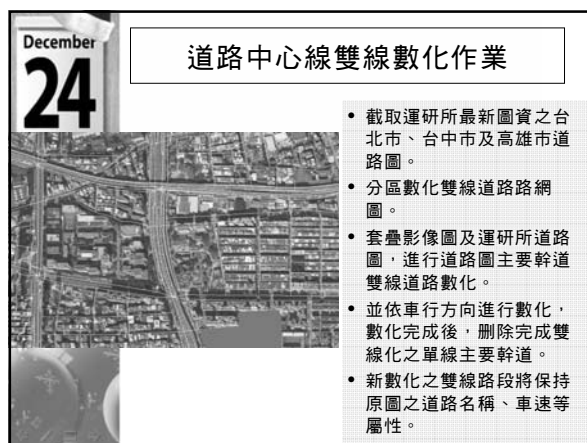 December
24
道路中心線雙線數化作業
• 截取運研所最新圖資之台
北市、台中市及高雄市道
路圖。
• 分區數化雙線道路路網
圖。
• 套疊影像圖及運研所道路
圖，進行道路圖主要幹道
雙線道路數化。
• 並依車行方向進行數化，
數化完成後，刪除完成雙
線化之單線主要幹道。
• 新數化之雙線路段將保持
原圖之道路名稱、車速等
屬性。